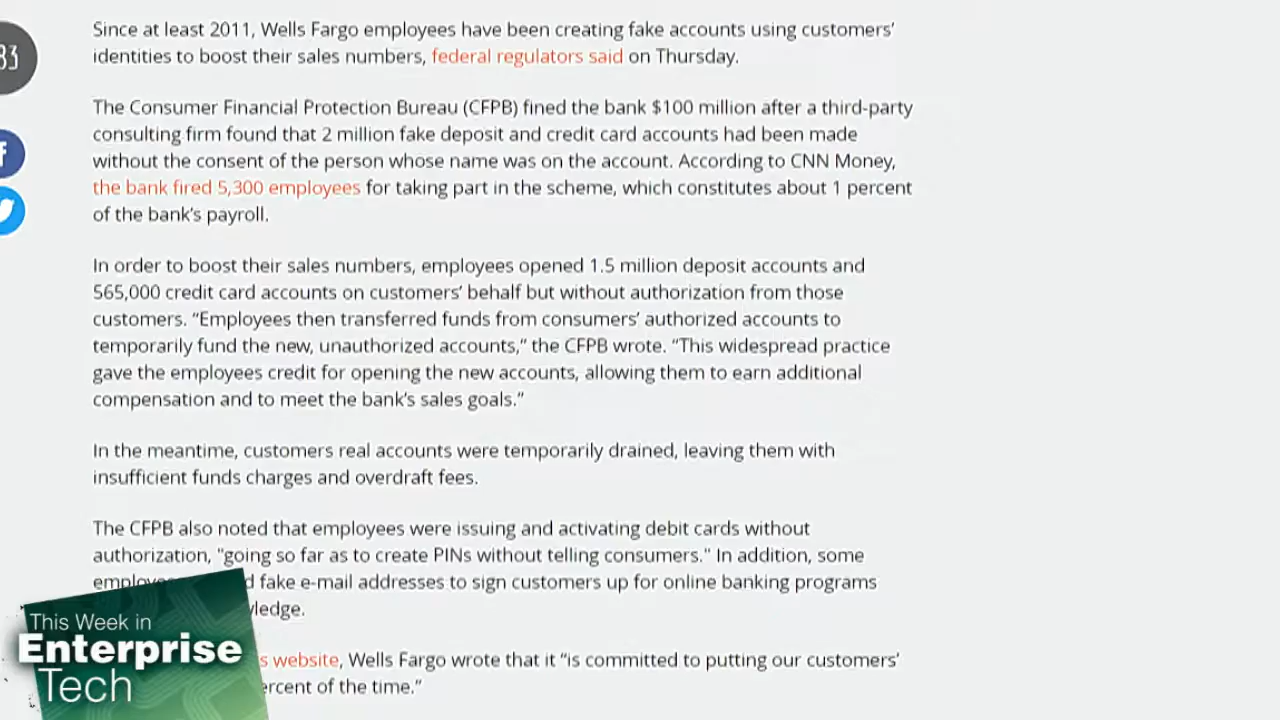 Since at least 2011, Wells Fargo employees have been creating fake accounts using customers’
identities to boost their sales numbers, federal regulators said on Thursday.
83
The Consumer Financial Protection Bureau (CFPB) fined the bank $100 million after a third-party
consulting firm found that 2 million fake deposit and credit card accounts had been made
without the consent of the person whose name was on the account. According to CNN Money,
the bank fired 5,300 employees for taking part in the scheme, which constitutes about 1 percent
of the bank’s payroll.
In order to boost their sales numbers, employees opened 1.5 million deposit accounts and
565,000 credit card accounts on customers’ behalf but without authorization from those
customers. “Employees then transferred funds from consumers’ authorized accounts to
temporarily fund the new, unauthorized accounts,” the CFPB wrote. “This widespread practice
gave the employees credit for opening the new accounts, allowing them to earn additional
compensation and to meet the bank’s sales goals.”
In the meantime, customers real accounts were temporarily drained, leaving them with
insufficient funds charges and overdraft fees.
The CFPB also noted that employees were issuing and activating debit cards without
authorization, "going so far as to create PINs without telling consumers." In addition, some
fake e-mail addresses to sign customers up for online banking programs
website, Wells Fargo wrote that it “is committed to putting our customers’
of the time.”
This Week in
Enterprise
Tech